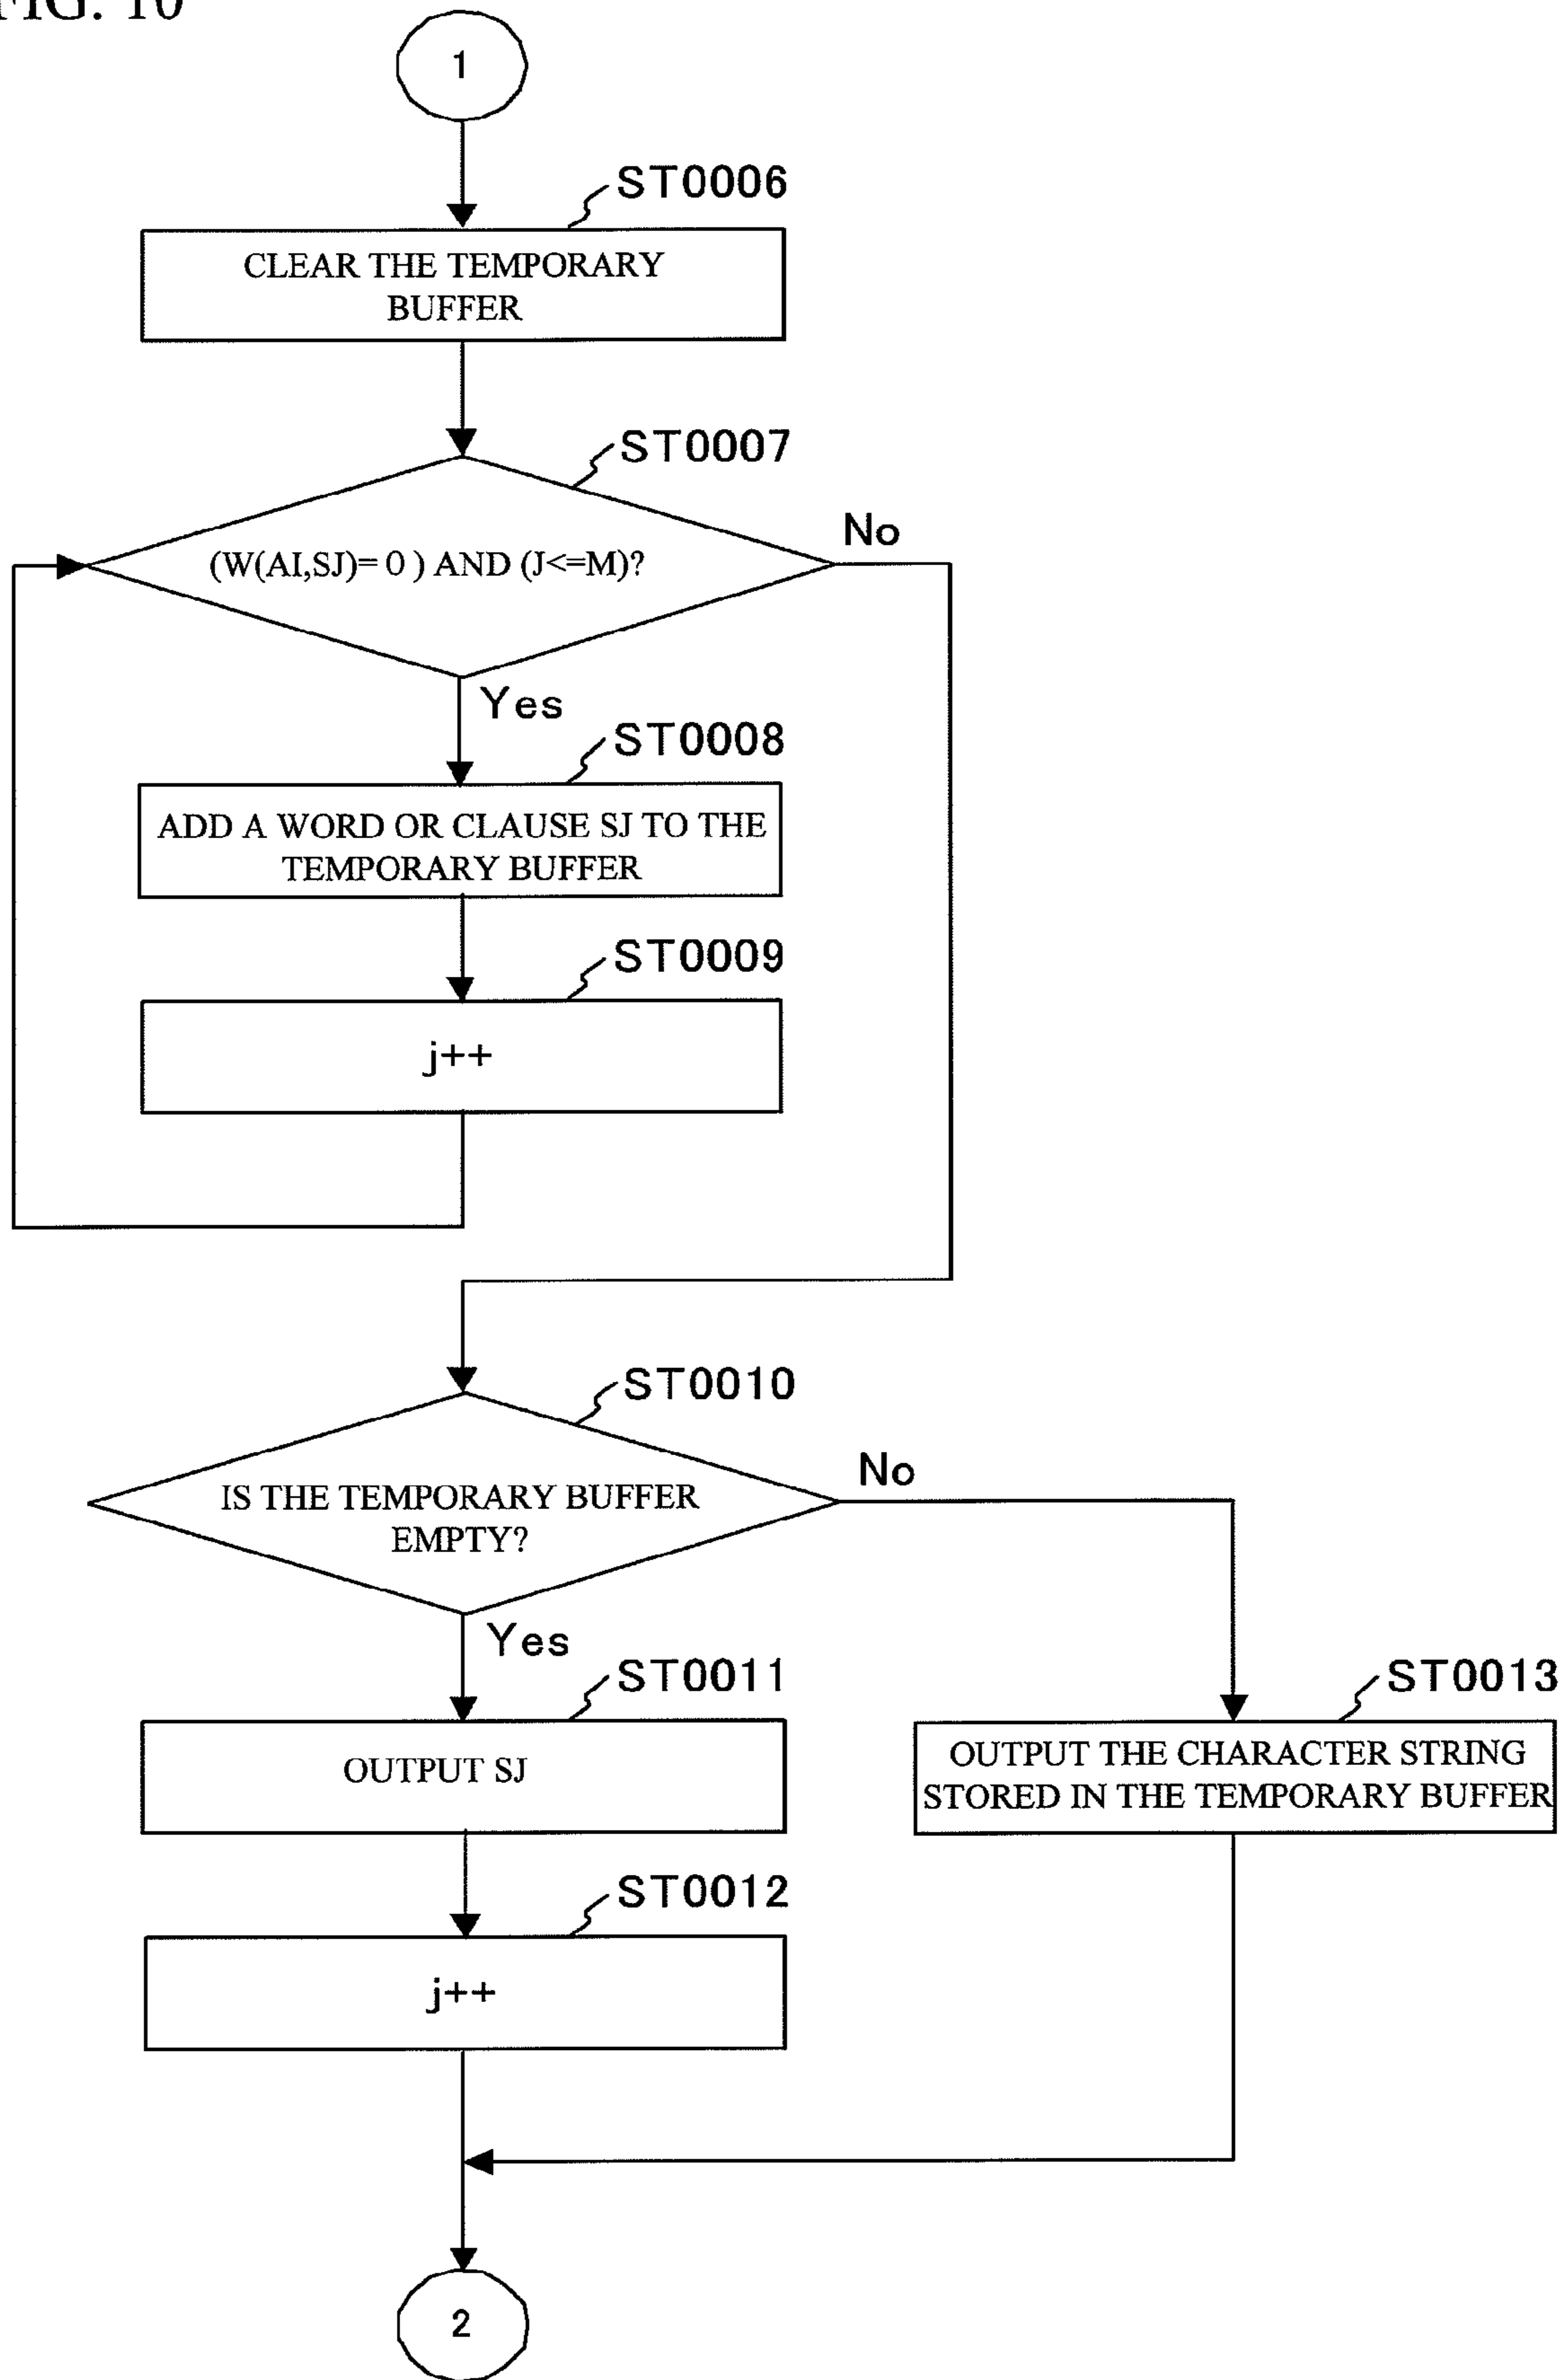 FIG. 10
1
ST0006
CLEAR THE TEMPORARY
BUFFER
ST0007
(W(AI,SJ)= 0 ) AND (J<=M)?
No
Yes
ST0008
ADD A WORD OR CLAUSE SJ TO THE
TEMPORARY BUFFER
ST0009
j++
ST0010
IS THE TEMPORARY BUFFER
EMPTY?
No
Yes
ST0011
OUTPUT SJ
ST0013
OUTPUT THE CHARACTER STRING
STORED IN THE TEMPORARY BUFFER
ST0012
j++
2